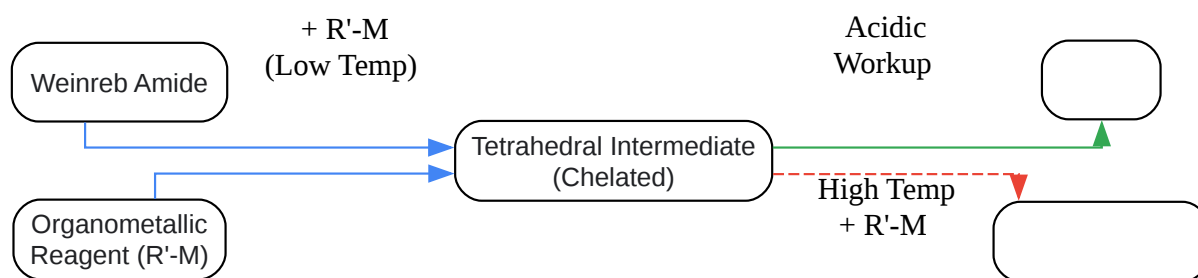 + R'-M
(Low Temp)
Acidic
Workup
Weinreb Amide
Tetrahedral Intermediate
(Chelated)
High Temp
+ R'-M
Organometallic
Reagent (R'-M)